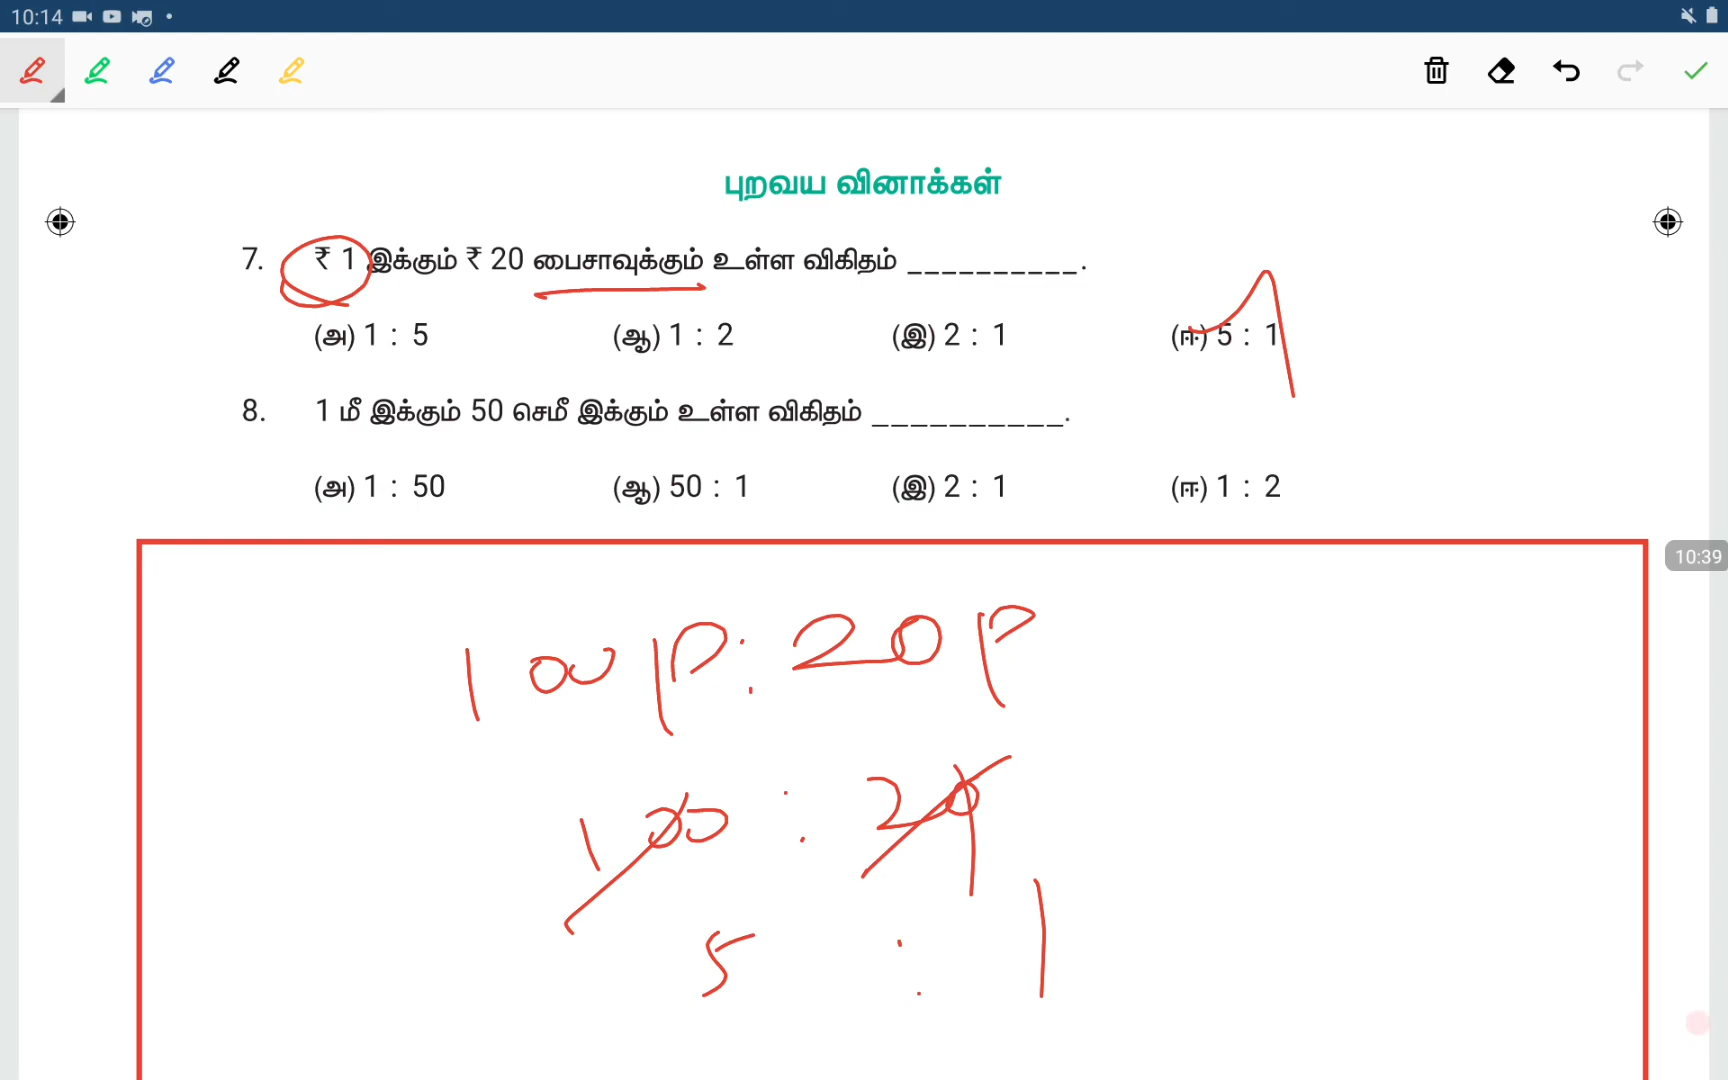 10:14
புறவய வினாக்கள்
7. ₹ 1 இக்கும் ₹ 20 பைசாவுக்கும் உள்ள விகிதம் __________.
(அ) 1 : 5 (ஆ) 1 : 2 (இ) 2 : 1 (ஈ) 5 : 1
8. 1 மீ இக்கும் 50 செமீ இக்கும் உள்ள விகிதம் __________.
(அ) 1 : 50 (ஆ) 50 : 1 (இ) 2 : 1 (ஈ) 1 : 2
10:39
100 P : 20 P
100 : 20
5 : 1